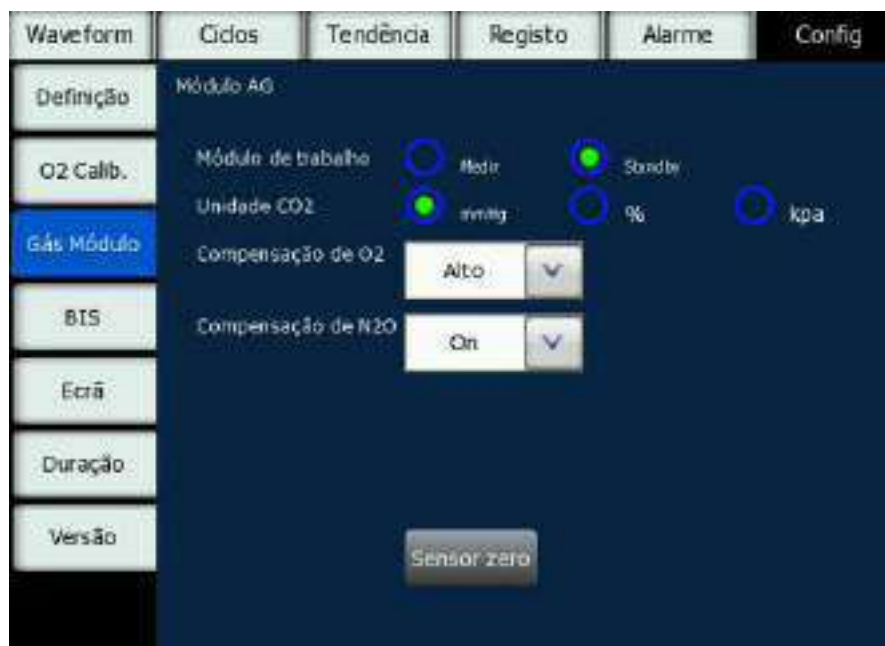 Waveform Ciclos Tendência Registo Alarme Config
Definição
Módulo AG
O2 Calib.
Módulo de trabalho Medir Standby
Unidade CO2 mmHg % kpa
Gás Módulo
Compensação de O2 Alto
BIS
Compensação de N2O On
Ecrã
Duração
Versão
Sensor zero